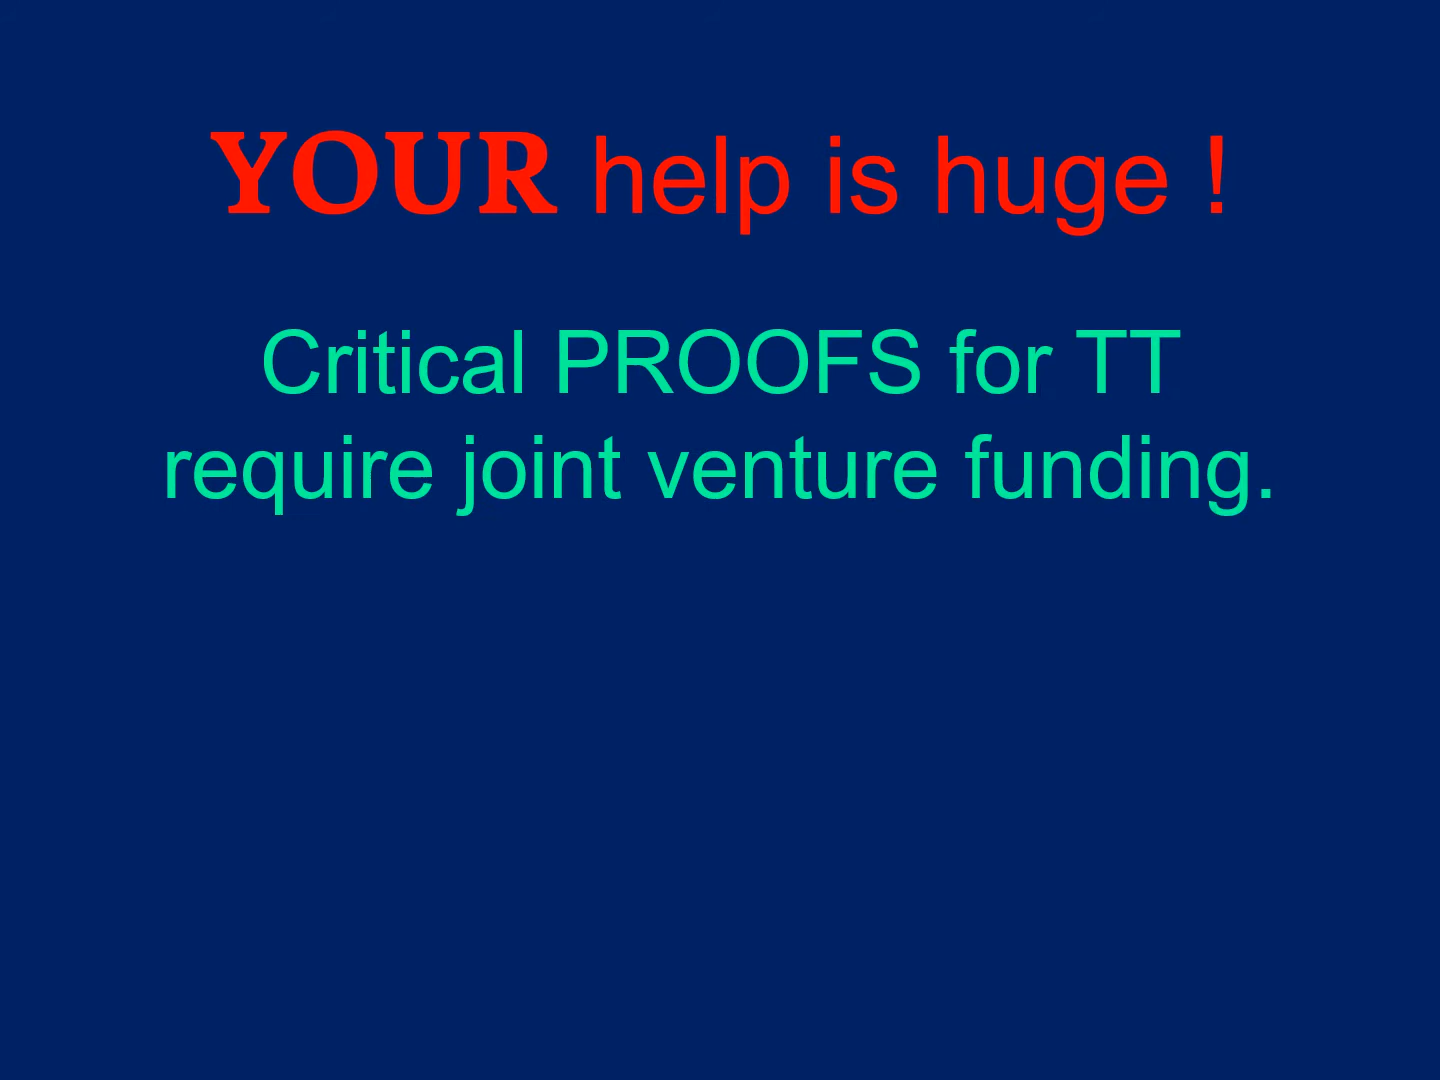 YOUR help is huge !
Critical PROOFS for TT
require joint venture funding.